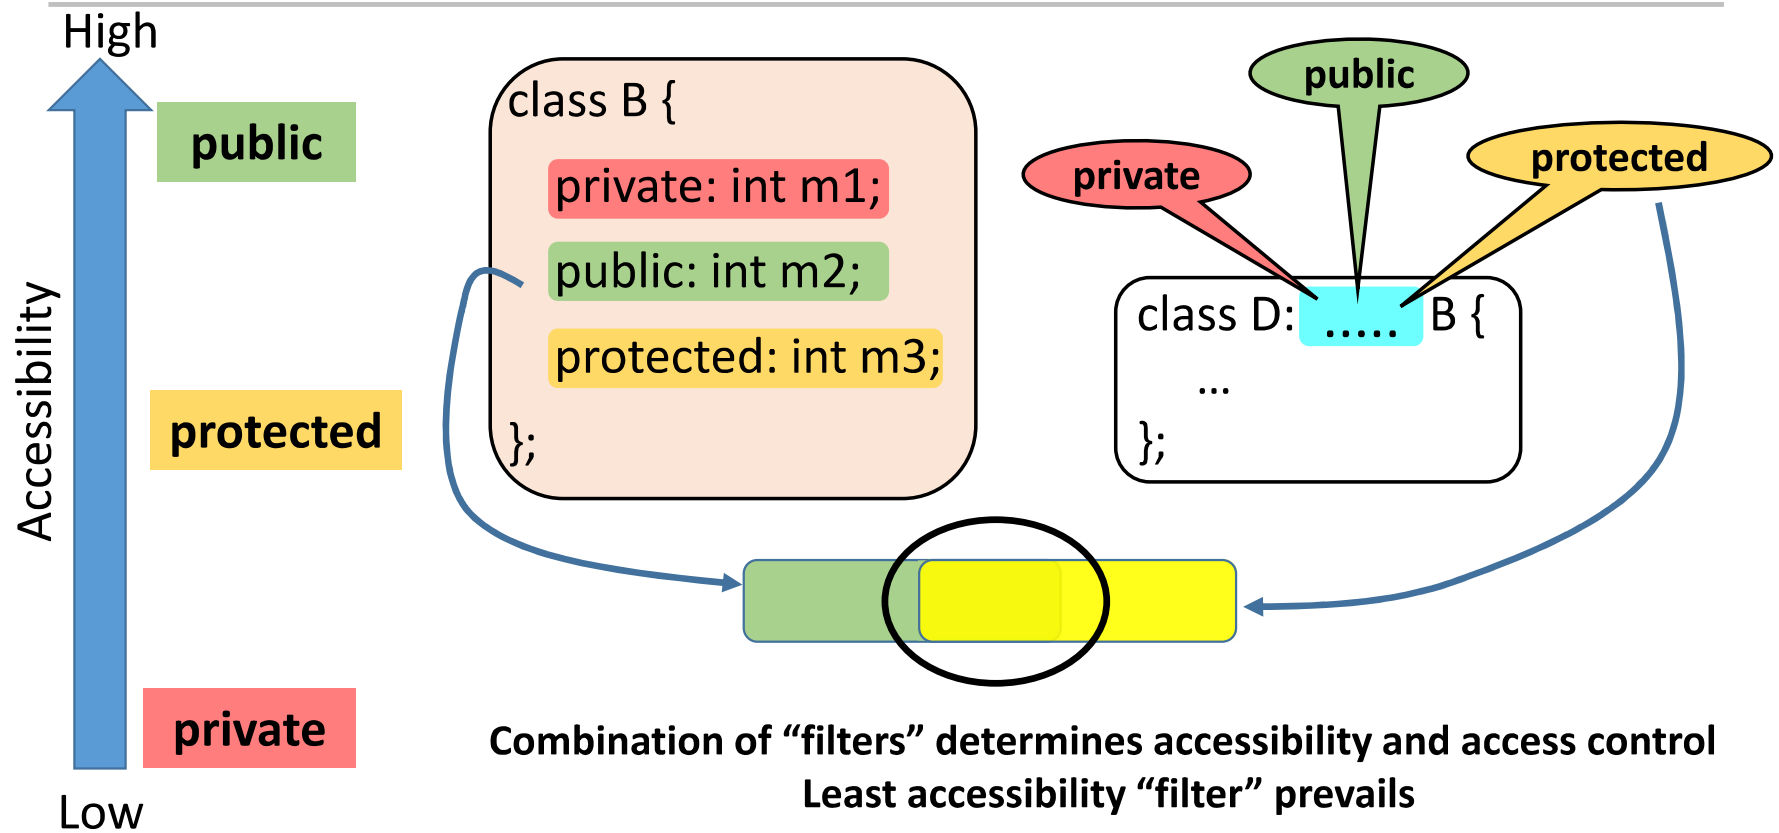 High
public
Accessibility
protected
private
Low
class B {
private: int m1;
public: int m2;
protected: int m3;
};
private
public
protected
class D: ..... B {
...
};
Combination of “filters” determines accessibility and access control
Least accessibility “filter” prevails